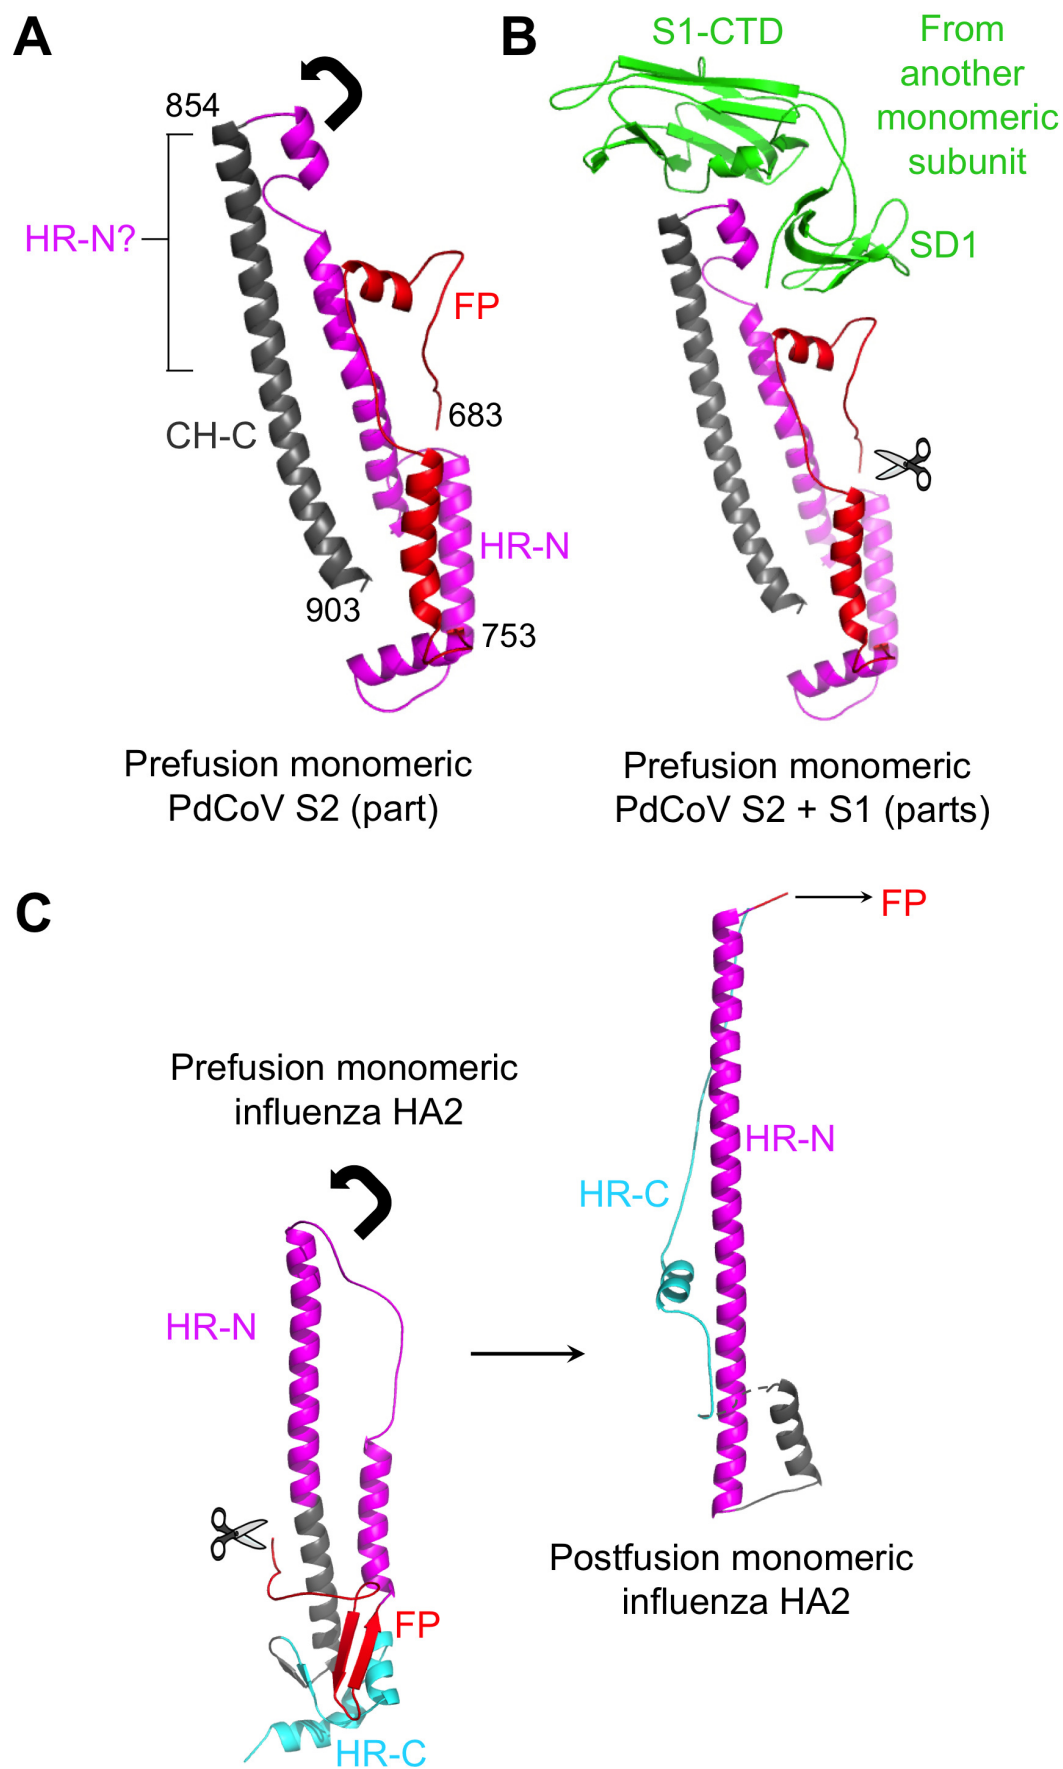 A
854
HR-N?
FP
683
CH-C
HR-N
903
753
Prefusion monomeric
PdCoV S2 (part)
B
S1-CTD
From
another
monomeric
subunit
SD1
Prefusion monomeric
PdCoV S2 + S1 (parts)
C
Prefusion monomeric
influenza HA2
HR-N
FP
HR-C
FP
HR-N
HR-C
Postfusion monomeric
influenza HA2